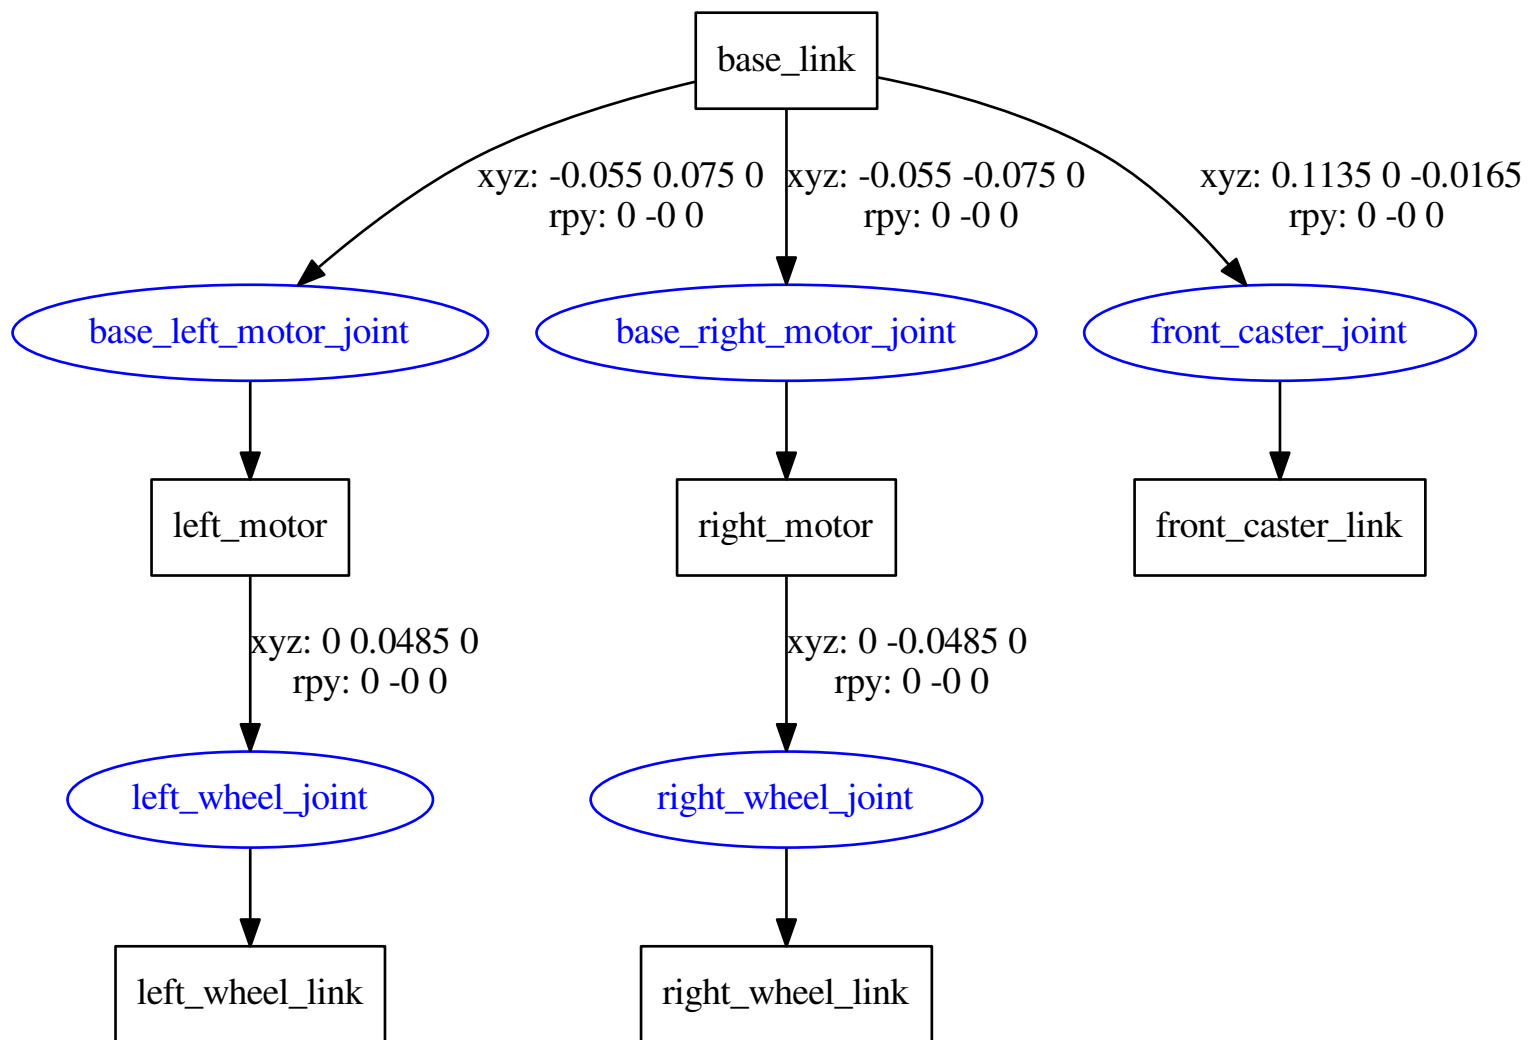 base_link
xyz: -0.055 0.075 0
rpy: 0 -0 0
xyz: -0.055 -0.075 0
rpy: 0 -0 0
xyz: 0.1135 0 -0.0165
rpy: 0 -0 0
base_left_motor_joint
base_right_motor_joint
front_caster_joint
left_motor
right_motor
front_caster_link
xyz: 0 0.0485 0
rpy: 0 -0 0
xyz: 0 -0.0485 0
rpy: 0 -0 0
left_wheel_joint
right_wheel_joint
left_wheel_link
right_wheel_link